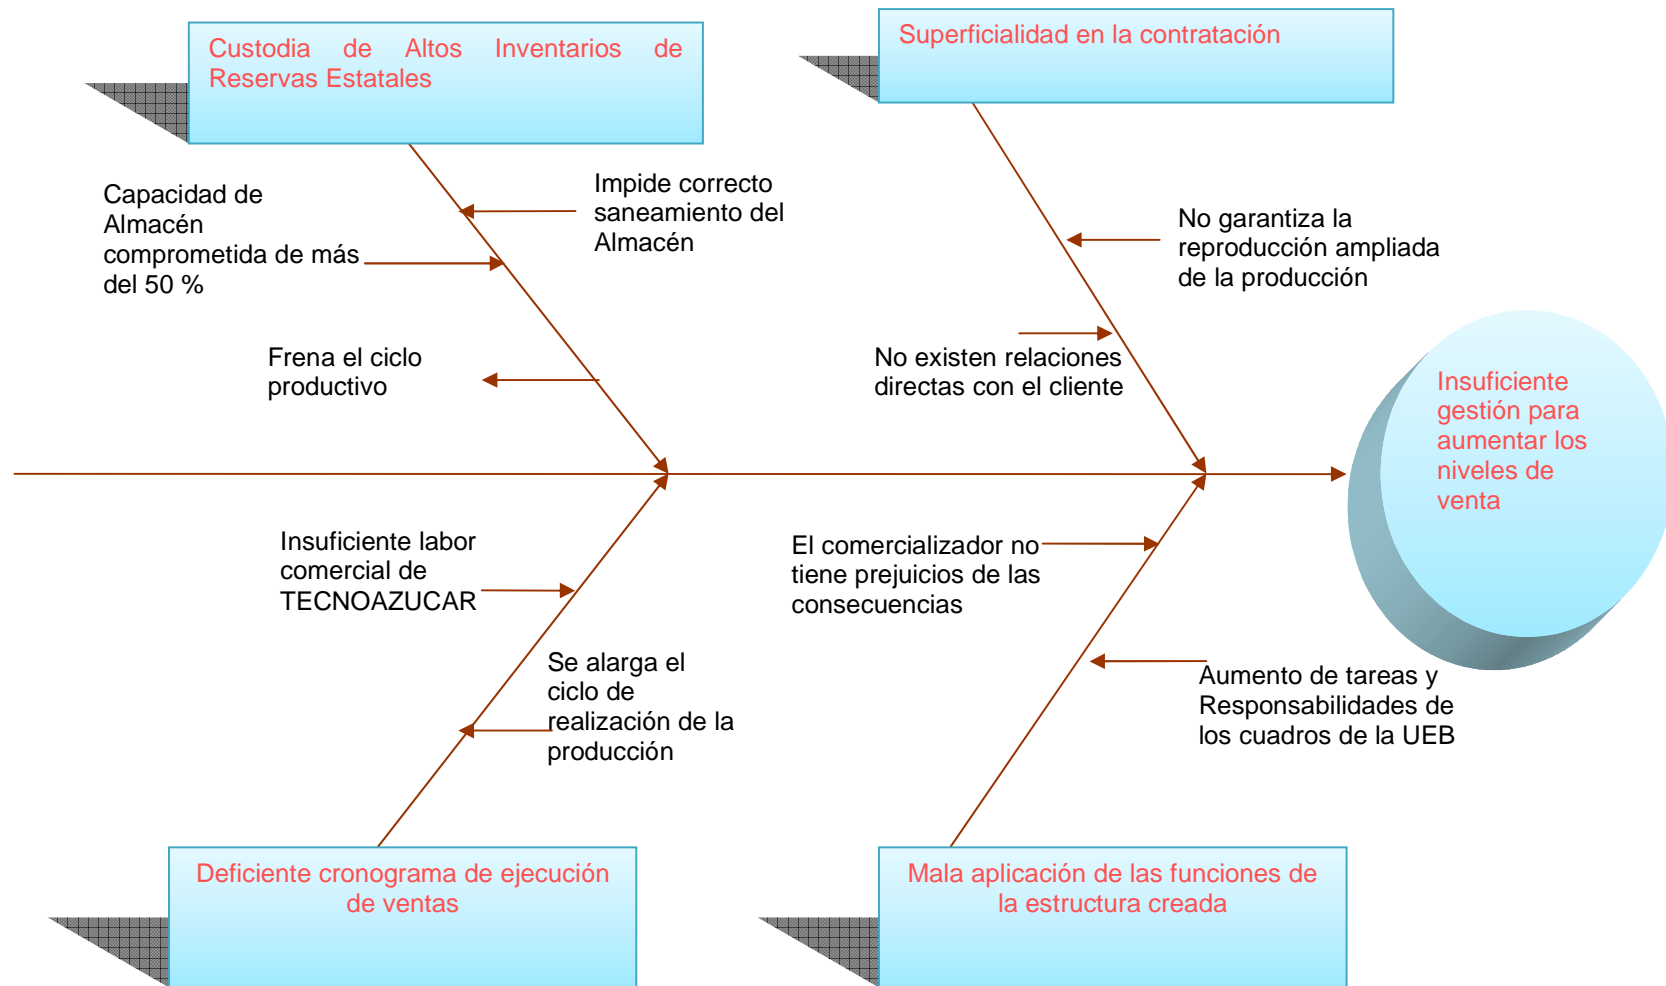 Custodia de Altos Inventarios de
Reservas Estatales
Superficialidad en la contratación
Capacidad de
Almacén
comprometida de más
del 50 %
Impide correcto
saneamiento del
Almacén
No garantiza la
reproducción ampliada
de la producción
Frena el ciclo
productivo
No existen relaciones
directas con el cliente
Insuficiente
gestión para
aumentar los
niveles de
venta
Insuficiente labor
comercial de
TECNOAZUCAR
El comercializador no
tiene prejuicios de las
consecuencias
Se alarga el
ciclo de
realización de la
producción
Aumento de tareas y
Responsabilidades de
los cuadros de la UEB
Deficiente cronograma de ejecución
de ventas
Mala aplicación de las funciones de
la estructura creada